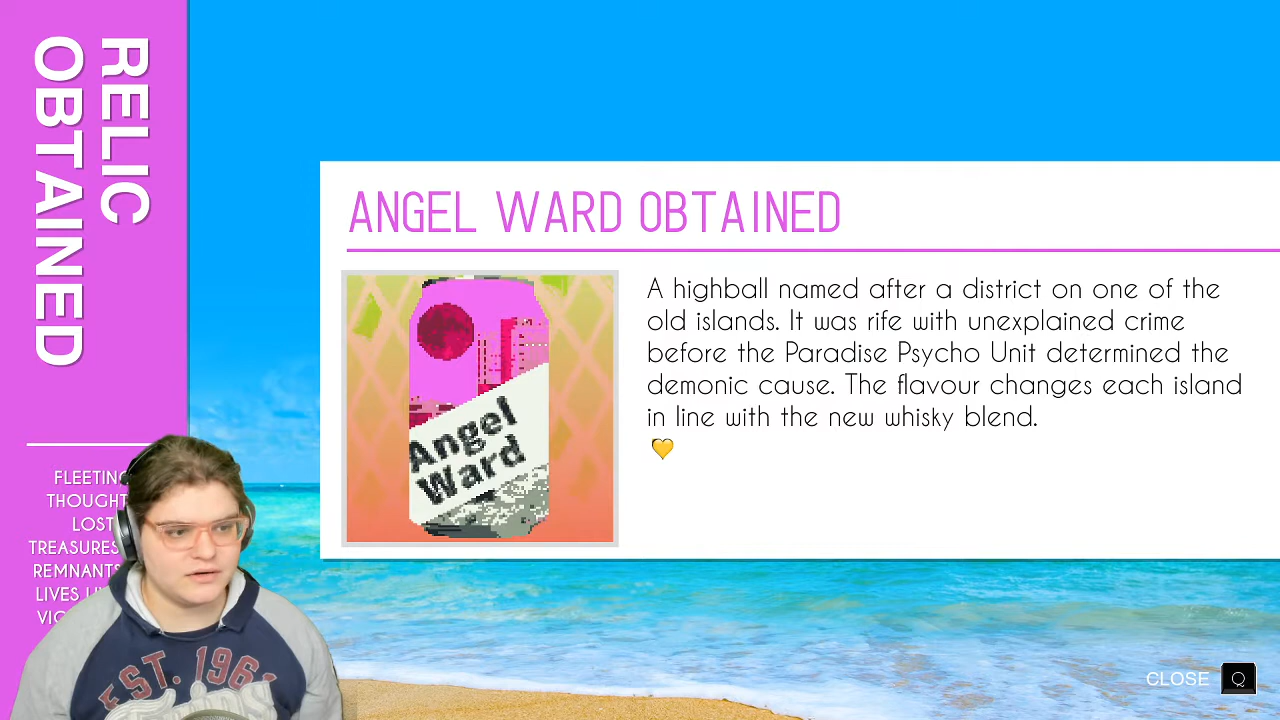 RELIC
OBTAINED
ANGEL WARD OBTAINED
A highball named after a district on one of the
old islands. It was rife with unexplained crime
before the Paradise Psycho Unit determined the
demonic cause. The flavour changes each island
in line with the new whisky blend.
Angel
Ward
FLEETING
THOUGHT
LOST
TREASURES
REMNANTS
LIVES
EST. 196
CLOSE Q